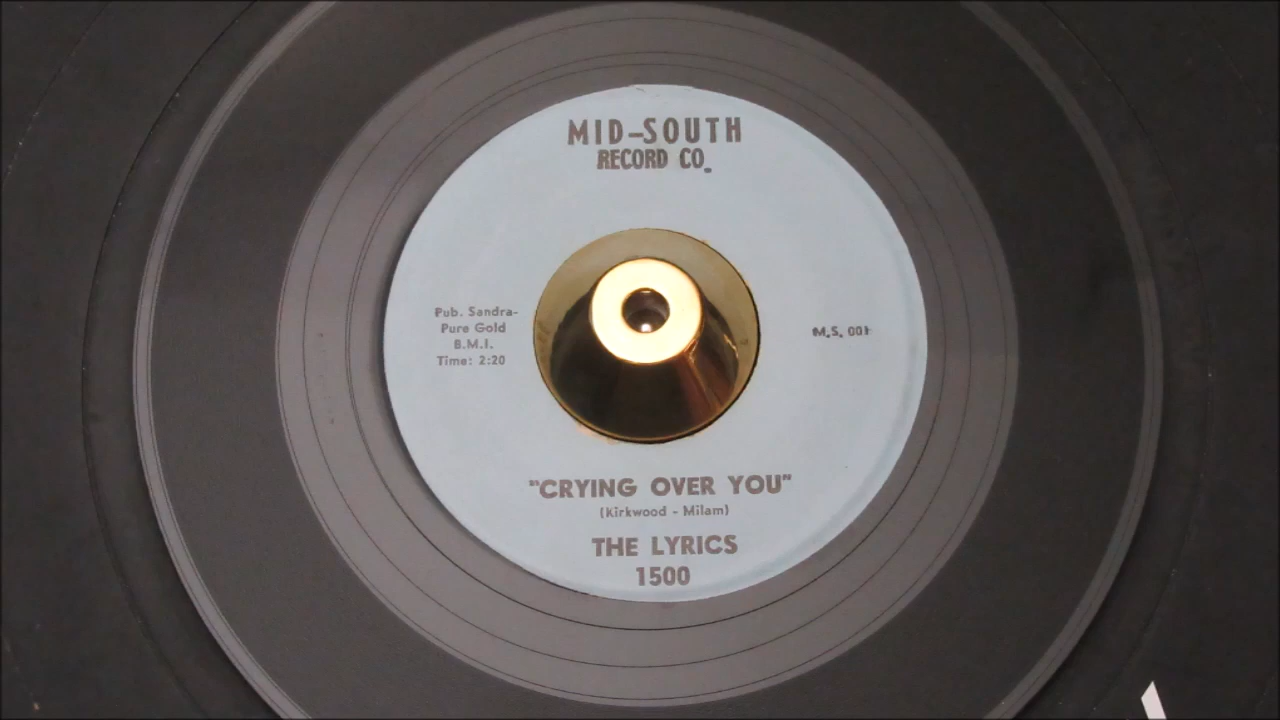 MID-SOUTH
RECORD CO.
Pub. Sandra-
Pure Gold
B.M.I.
Time: 2:20
M.S. 001
"CRYING OVER YOU"
(Kirkwood - Milam)
THE LYRICS
1500